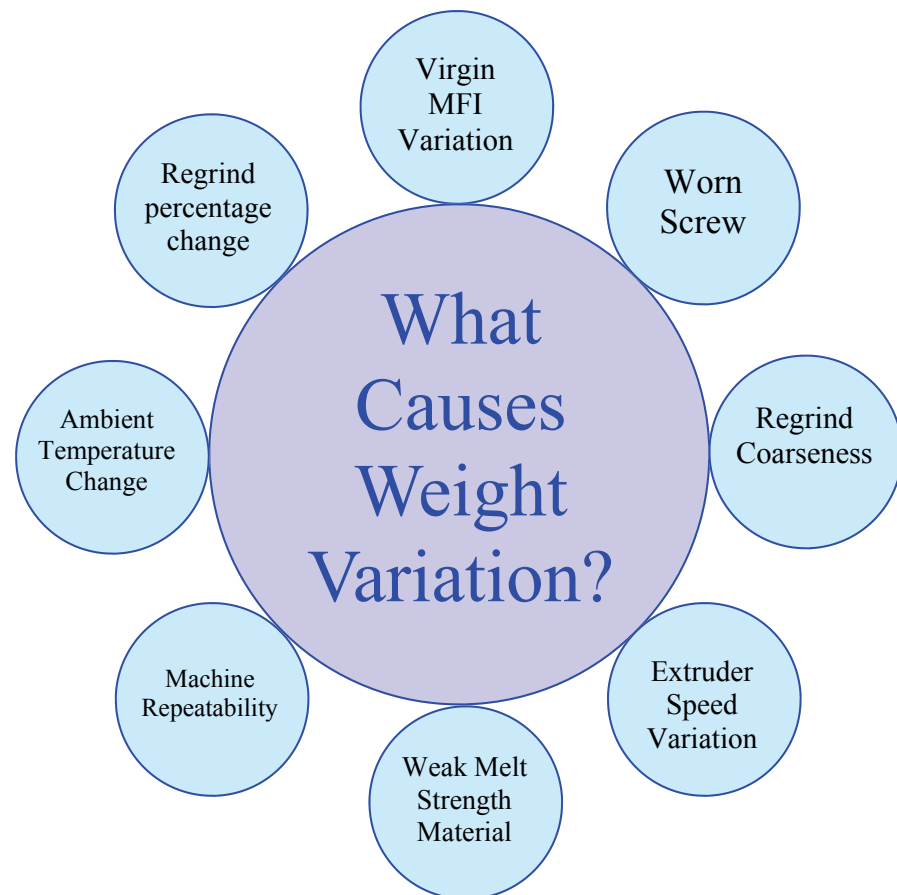 What
Causes
Weight
Variation?
Virgin
MFI
Variation
Worn
Screw
Regrind
Coarseness
Extruder
Speed
Variation
Weak Melt
Strength
Material
Machine
Repeatability
Ambient
Temperature
Change
Regrind
percentage
change